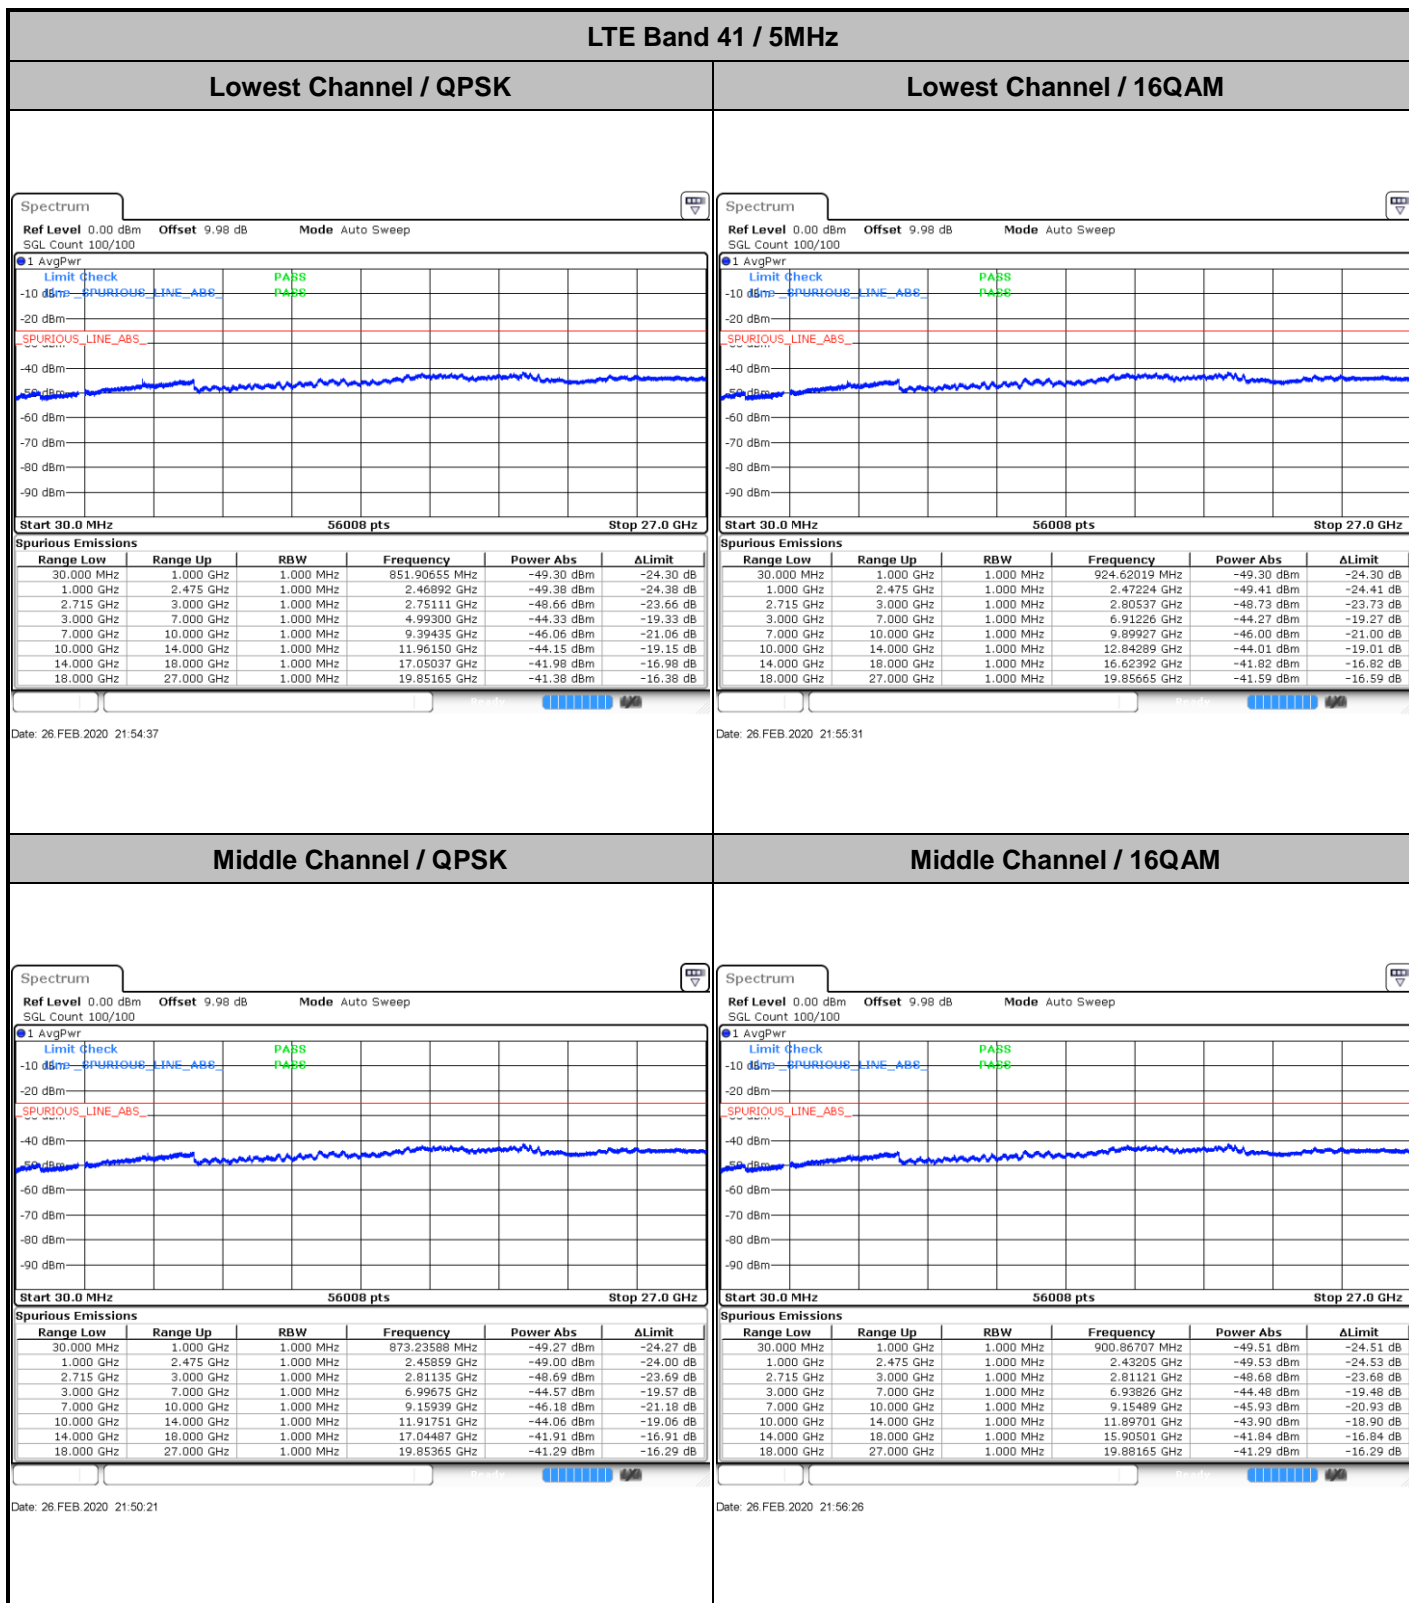 LTE Band 41 / 5MHz
Lowest Channel / QPSK
Lowest Channel / 16QAM
Spectrum
Ref Level 0.00 dBm Offset 9.98 dB Mode Auto Sweep
SGL Count 100/100
1 AvgPwr
Limit Check PASS
-10 dBm
Line _SPURIOUS_LINE_ABS_ PASS
-20 dBm
_SPURIOUS_LINE_ABS_
-40 dBm
-50 dBm
-60 dBm
-70 dBm
-80 dBm
-90 dBm
Start 30.0 MHz 56008 pts Stop 27.0 GHz
Spurious Emissions
Range Low Range Up RBW Frequency Power Abs ΔLimit
30.000 MHz 1.000 GHz 1.000 MHz 851.90655 MHz -49.30 dBm -24.30 dB
1.000 GHz 2.475 GHz 1.000 MHz 2.46892 GHz -49.38 dBm -24.38 dB
2.715 GHz 3.000 GHz 1.000 MHz 2.75111 GHz -48.66 dBm -23.66 dB
3.000 GHz 7.000 GHz 1.000 MHz 4.99300 GHz -44.33 dBm -19.33 dB
7.000 GHz 10.000 GHz 1.000 MHz 9.39435 GHz -46.06 dBm -21.06 dB
10.000 GHz 14.000 GHz 1.000 MHz 11.96150 GHz -44.15 dBm -19.15 dB
14.000 GHz 18.000 GHz 1.000 MHz 17.05037 GHz -41.98 dBm -16.98 dB
18.000 GHz 27.000 GHz 1.000 MHz 19.85165 GHz -41.38 dBm -16.38 dB
Ready
Date: 26.FEB.2020 21:54:37
Spectrum
Ref Level 0.00 dBm Offset 9.98 dB Mode Auto Sweep
SGL Count 100/100
1 AvgPwr
Limit Check PASS
-10 dBm
Line _SPURIOUS_LINE_ABS_ PASS
-20 dBm
_SPURIOUS_LINE_ABS_
-40 dBm
-50 dBm
-60 dBm
-70 dBm
-80 dBm
-90 dBm
Start 30.0 MHz 56008 pts Stop 27.0 GHz
Spurious Emissions
Range Low Range Up RBW Frequency Power Abs ΔLimit
30.000 MHz 1.000 GHz 1.000 MHz 924.62019 MHz -49.30 dBm -24.30 dB
1.000 GHz 2.475 GHz 1.000 MHz 2.47224 GHz -49.41 dBm -24.41 dB
2.715 GHz 3.000 GHz 1.000 MHz 2.80537 GHz -48.73 dBm -23.73 dB
3.000 GHz 7.000 GHz 1.000 MHz 6.91226 GHz -44.27 dBm -19.27 dB
7.000 GHz 10.000 GHz 1.000 MHz 9.89927 GHz -46.00 dBm -21.00 dB
10.000 GHz 14.000 GHz 1.000 MHz 12.84289 GHz -44.01 dBm -19.01 dB
14.000 GHz 18.000 GHz 1.000 MHz 16.62392 GHz -41.82 dBm -16.82 dB
18.000 GHz 27.000 GHz 1.000 MHz 19.85665 GHz -41.59 dBm -16.59 dB
Ready
Date: 26.FEB.2020 21:55:31
Middle Channel / QPSK
Middle Channel / 16QAM
Spectrum
Ref Level 0.00 dBm Offset 9.98 dB Mode Auto Sweep
SGL Count 100/100
1 AvgPwr
Limit Check PASS
-10 dBm
Line _SPURIOUS_LINE_ABS_ PASS
-20 dBm
_SPURIOUS_LINE_ABS_
-40 dBm
-50 dBm
-60 dBm
-70 dBm
-80 dBm
-90 dBm
Start 30.0 MHz 56008 pts Stop 27.0 GHz
Spurious Emissions
Range Low Range Up RBW Frequency Power Abs ΔLimit
30.000 MHz 1.000 GHz 1.000 MHz 873.23588 MHz -49.27 dBm -24.27 dB
1.000 GHz 2.475 GHz 1.000 MHz 2.45859 GHz -49.00 dBm -24.00 dB
2.715 GHz 3.000 GHz 1.000 MHz 2.81135 GHz -48.69 dBm -23.69 dB
3.000 GHz 7.000 GHz 1.000 MHz 6.99675 GHz -44.57 dBm -19.57 dB
7.000 GHz 10.000 GHz 1.000 MHz 9.15939 GHz -46.18 dBm -21.18 dB
10.000 GHz 14.000 GHz 1.000 MHz 11.91751 GHz -44.06 dBm -19.06 dB
14.000 GHz 18.000 GHz 1.000 MHz 17.04487 GHz -41.91 dBm -16.91 dB
18.000 GHz 27.000 GHz 1.000 MHz 19.85365 GHz -41.29 dBm -16.29 dB
Ready
Date: 26.FEB.2020 21:50:21
Spectrum
Ref Level 0.00 dBm Offset 9.98 dB Mode Auto Sweep
SGL Count 100/100
1 AvgPwr
Limit Check PASS
-10 dBm
Line _SPURIOUS_LINE_ABS_ PASS
-20 dBm
_SPURIOUS_LINE_ABS_
-40 dBm
-50 dBm
-60 dBm
-70 dBm
-80 dBm
-90 dBm
Start 30.0 MHz 56008 pts Stop 27.0 GHz
Spurious Emissions
Range Low Range Up RBW Frequency Power Abs ΔLimit
30.000 MHz 1.000 GHz 1.000 MHz 900.86707 MHz -49.51 dBm -24.51 dB
1.000 GHz 2.475 GHz 1.000 MHz 2.43205 GHz -49.53 dBm -24.53 dB
2.715 GHz 3.000 GHz 1.000 MHz 2.81121 GHz -48.68 dBm -23.68 dB
3.000 GHz 7.000 GHz 1.000 MHz 6.93826 GHz -44.48 dBm -19.48 dB
7.000 GHz 10.000 GHz 1.000 MHz 9.15489 GHz -45.93 dBm -20.93 dB
10.000 GHz 14.000 GHz 1.000 MHz 11.89701 GHz -43.90 dBm -18.90 dB
14.000 GHz 18.000 GHz 1.000 MHz 15.90501 GHz -41.84 dBm -16.84 dB
18.000 GHz 27.000 GHz 1.000 MHz 19.88165 GHz -41.29 dBm -16.29 dB
Ready
Date: 26.FEB.2020 21:56:26